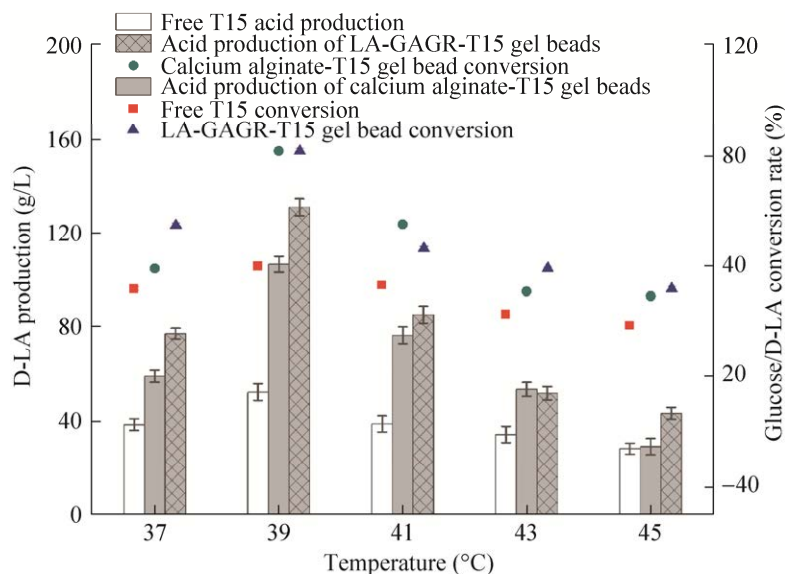 Free T15 acid production
Acid production of LA-GAGR-T15 gel beads
Calcium alginate-T15 gel bead conversion
Acid production of calcium alginate-T15 gel beads
Free T15 conversion
LA-GAGR-T15 gel bead conversion
D-LA production (g/L)
200
160
120
80
40
0
120
80
40
20
−40
Glucose/D-LA conversion rate (%)
37
39
41
43
45
Temperature (°C)